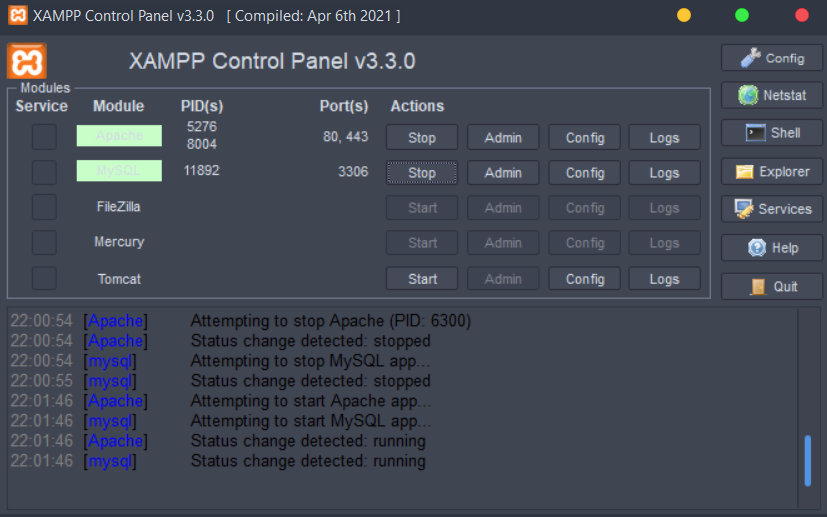 XAMPP Control Panel v3.3.0 [ Compiled: Apr 6th 2021 ]
XAMPP Control Panel v3.3.0
Config
Modules
Service Module PID(s) Port(s) Actions
Netstat
Apache 5276 8004 80, 443 Stop Admin Config Logs
Shell
MySQL 11892 3306 Stop Admin Config Logs
Explorer
FileZilla Start Admin Config Logs
Services
Mercury Start Admin Config Logs
Help
Tomcat Start Admin Config Logs
Quit
22:00:54 [Apache] Attempting to stop Apache (PID: 6300)
22:00:54 [Apache] Status change detected: stopped
22:00:54 [mysql] Attempting to stop MySQL app...
22:00:55 [mysql] Status change detected: stopped
22:01:46 [Apache] Attempting to start Apache app...
22:01:46 [mysql] Attempting to start MySQL app...
22:01:46 [Apache] Status change detected: running
22:01:46 [mysql] Status change detected: running